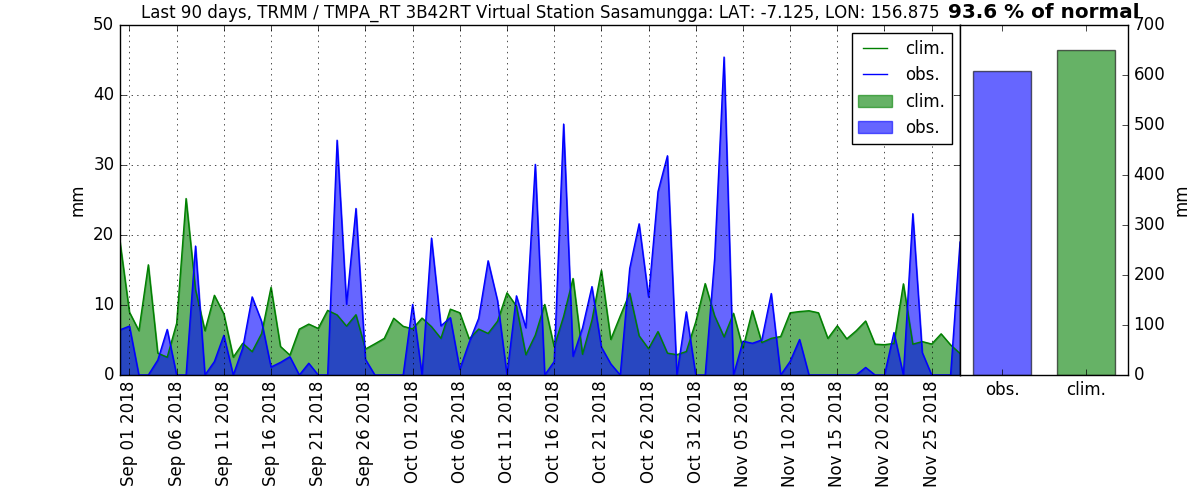 Last 90 days, TRMM / TMPA_RT 3B42RT Virtual Station Sasamungga: LAT: -7.125, LON: 156.875
93.6 % of normal
50
40
30
20
10
0
mm
clim.
obs.
clim.
obs.
700
600
500
400
300
200
100
0
mm
obs.
clim.
Sep 01 2018
Sep 06 2018
Sep 11 2018
Sep 16 2018
Sep 21 2018
Sep 26 2018
Oct 01 2018
Oct 06 2018
Oct 11 2018
Oct 16 2018
Oct 21 2018
Oct 26 2018
Oct 31 2018
Nov 05 2018
Nov 10 2018
Nov 15 2018
Nov 20 2018
Nov 25 2018